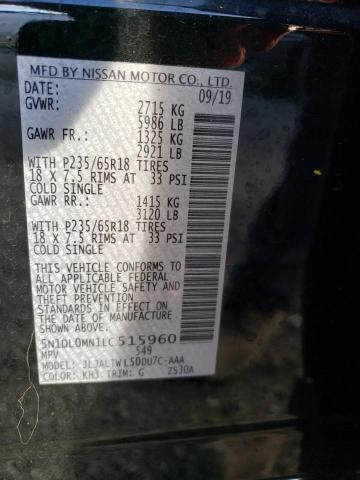 MFD BY NISSAN MOTOR CO., LTD.
DATE: 09/19
GVWR: 2715 KG
5986 LB
GAWR FR.: 1325 KG
2921 LB
WITH P235/65R18 TIRES
18 X 7.5 RIMS AT 33 PSI
COLD SINGLE
GAWR RR.: 1415 KG
3120 LB
WITH P235/65R18 TIRES
18 X 7.5 RIMS AT 33 PSI
COLD SINGLE
THIS VEHICLE CONFORMS TO
ALL APPLICABLE FEDERAL
MOTOR VEHICLE SAFETY AND
THEFT PREVENTION
STANDARDS IN EFFECT ON
THE DATE OF MANUFACTURE
SHOWN ABOVE.
5N1DL0MN1LC515960
MPV S49
MODEL: JLJALTWL50DU7C-AAA
COLOR: KH3 TRIM: G 2S30A